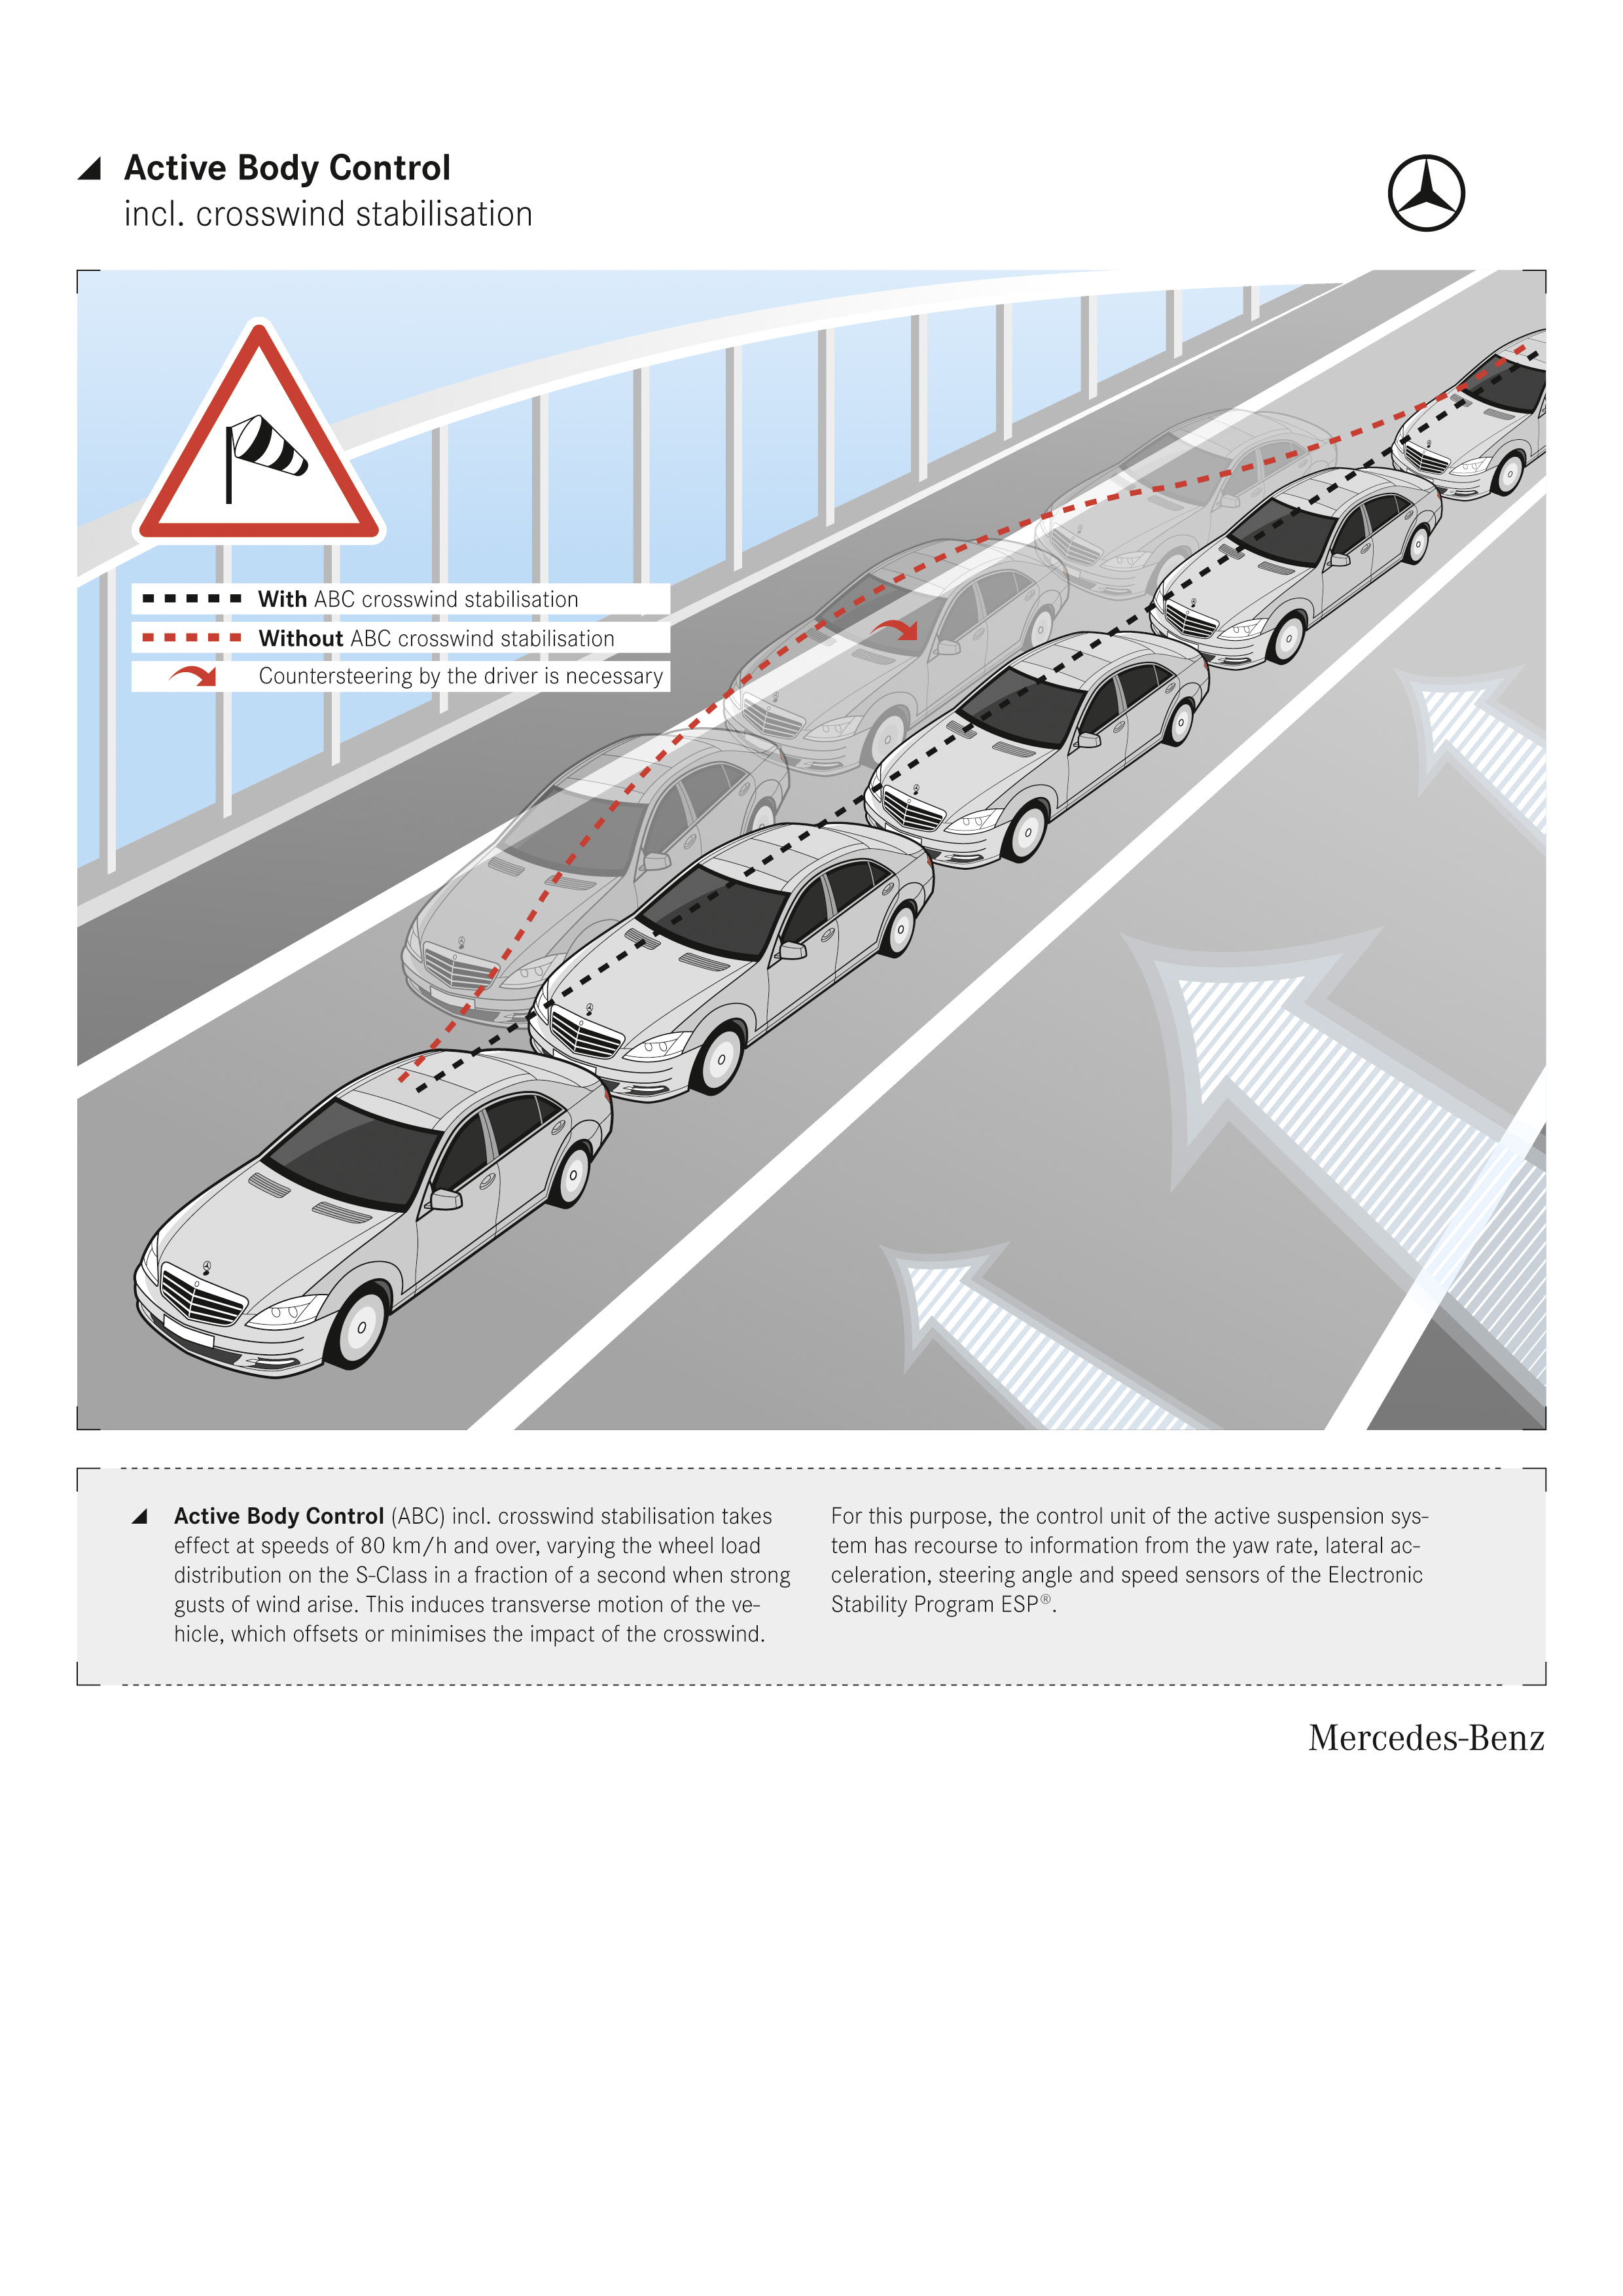 Active Body Control
incl. crosswind stabilisation
With ABC crosswind stabilisation
Without ABC crosswind stabilisation
Countersteering by the driver is necessary
Active Body Control (ABC) incl. crosswind stabilisation takes
effect at speeds of 80 km/h and over, varying the wheel load
distribution on the S-Class in a fraction of a second when strong
gusts of wind arise. This induces transverse motion of the ve-
hicle, which offsets or minimises the impact of the crosswind.
For this purpose, the control unit of the active suspension sys-
tem has recourse to information from the yaw rate, lateral ac-
celeration, steering angle and speed sensors of the Electronic
Stability Program ESP®.
Mercedes-Benz